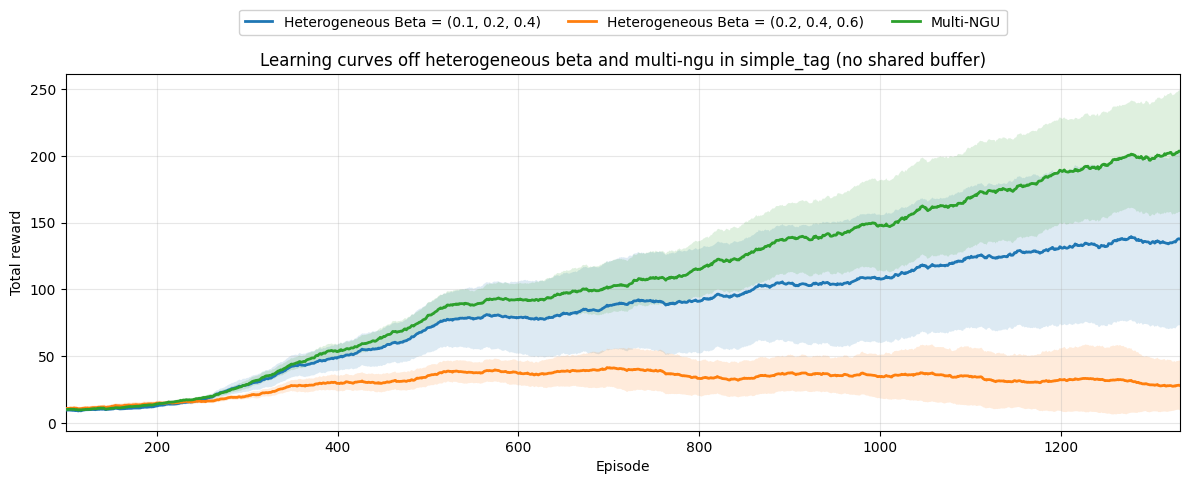 Heterogeneous Beta = (0.1, 0.2, 0.4) Heterogeneous Beta = (0.2, 0.4, 0.6) Multi-NGU
Learning curves off heterogeneous beta and multi-ngu in simple_tag (no shared buffer)
250
200
150
100
50
0
Total reward
200 400 600 800 1000 1200
Episode